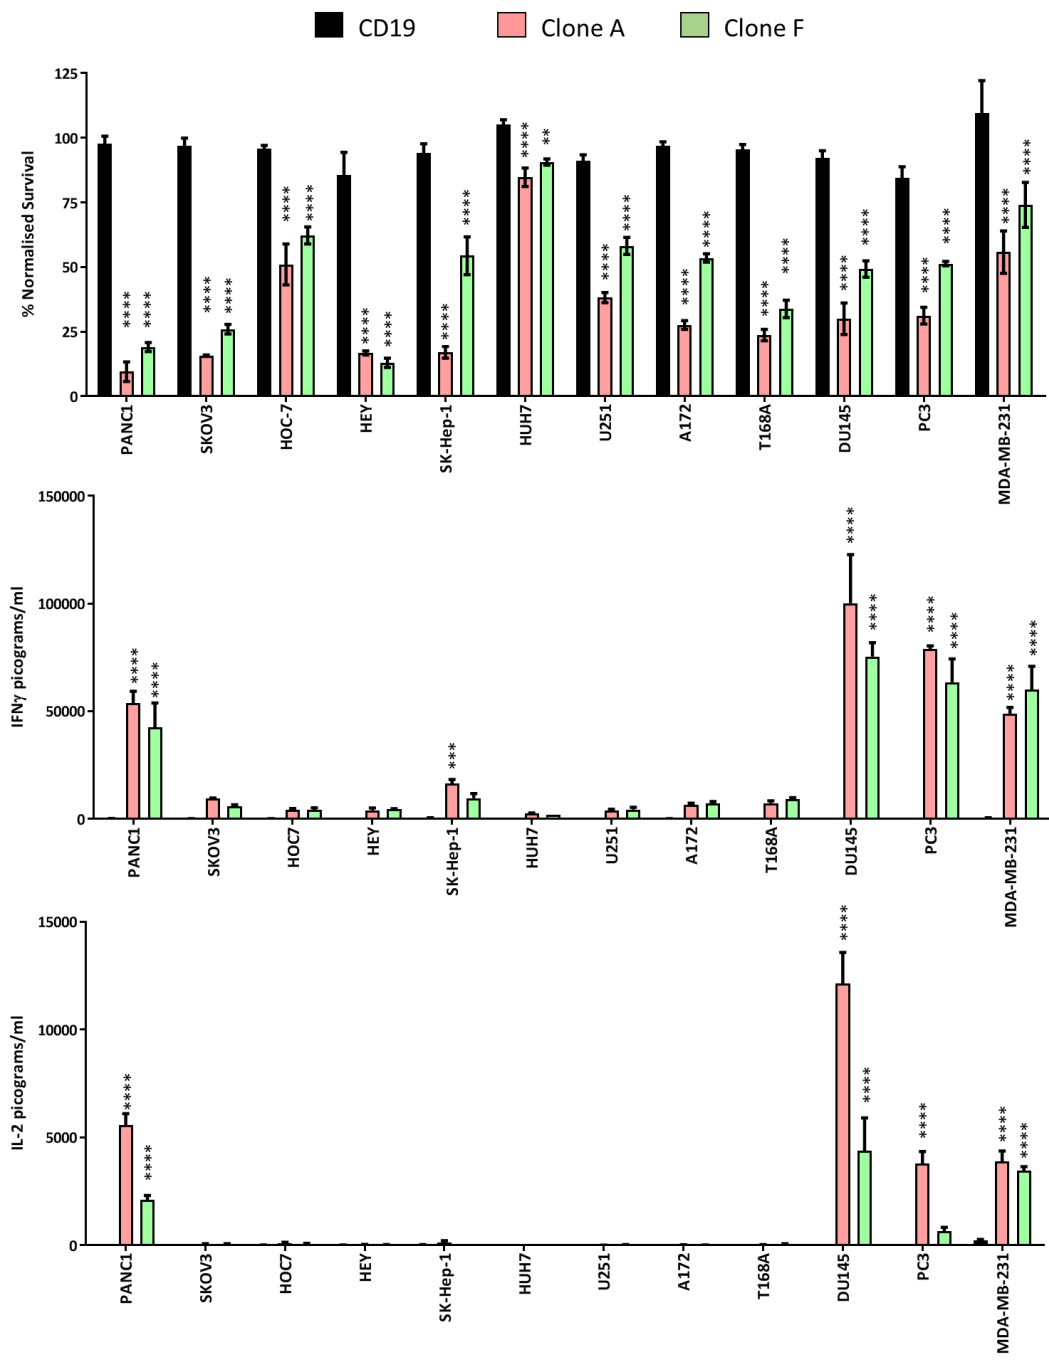 CD19 Clone A Clone F
% Normalised Survival
125
100
75
50
25
0
**** **** **** **** **** **** **** **** **** **** **** ** **** **** **** **** **** **** **** **** **** **** **** ****
PANC1 SKOV3 HOC-7 HEY SK-Hep-1 HUH7 U251 A172 T168A DU145 PC3 MDA-MB-231
IFNγ picograms/ml
150000
100000
50000
0
**** **** *** **** **** **** **** **** ****
PANC1 SKOV3 HOC7 HEY SK-Hep-1 HUH7 U251 A172 T168A DU145 PC3 MDA-MB-231
IL-2 picograms/ml
15000
10000
5000
0
**** **** **** **** **** **** ****
PANC1 SKOV3 HOC7 HEY SK-Hep-1 HUH7 U251 A172 T168A DU145 PC3 MDA-MB-231